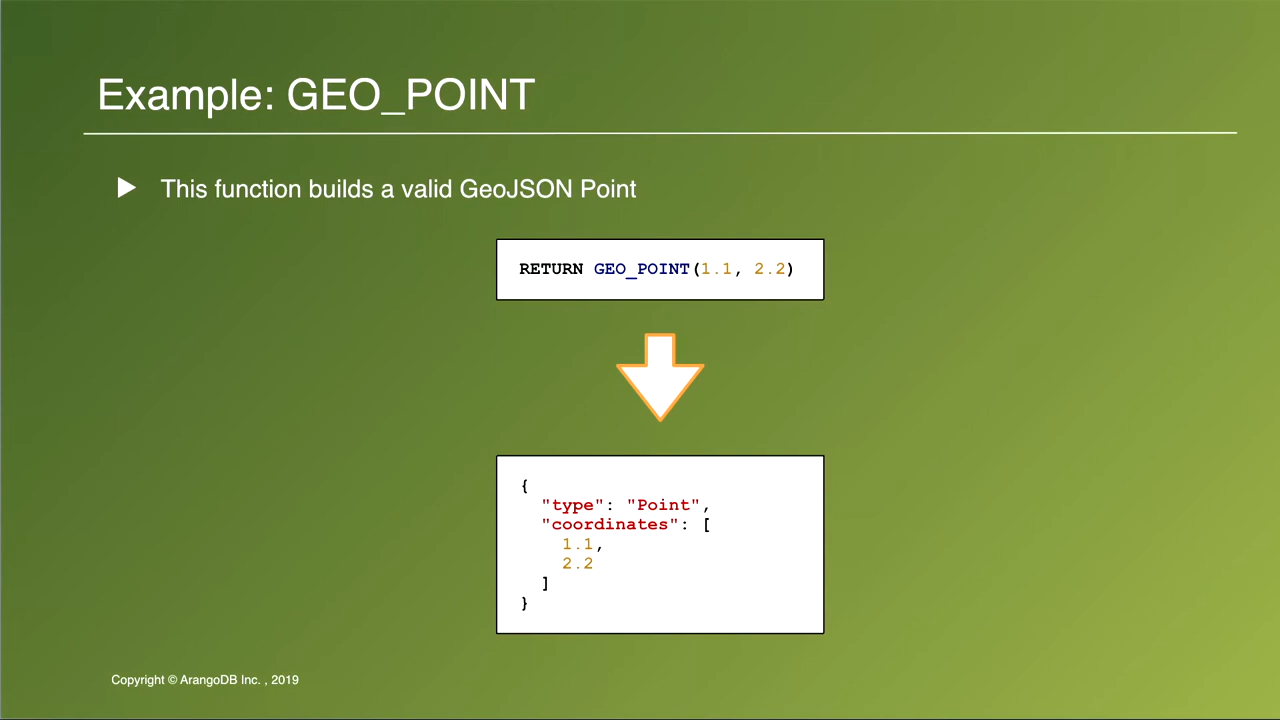 Example: GEO_POINT
This function builds a valid GeoJSON Point
RETURN GEO_POINT(1.1, 2.2)
{
"type": "Point",
"coordinates": [
1.1,
2.2
]
}
Copyright © ArangoDB Inc. , 2019